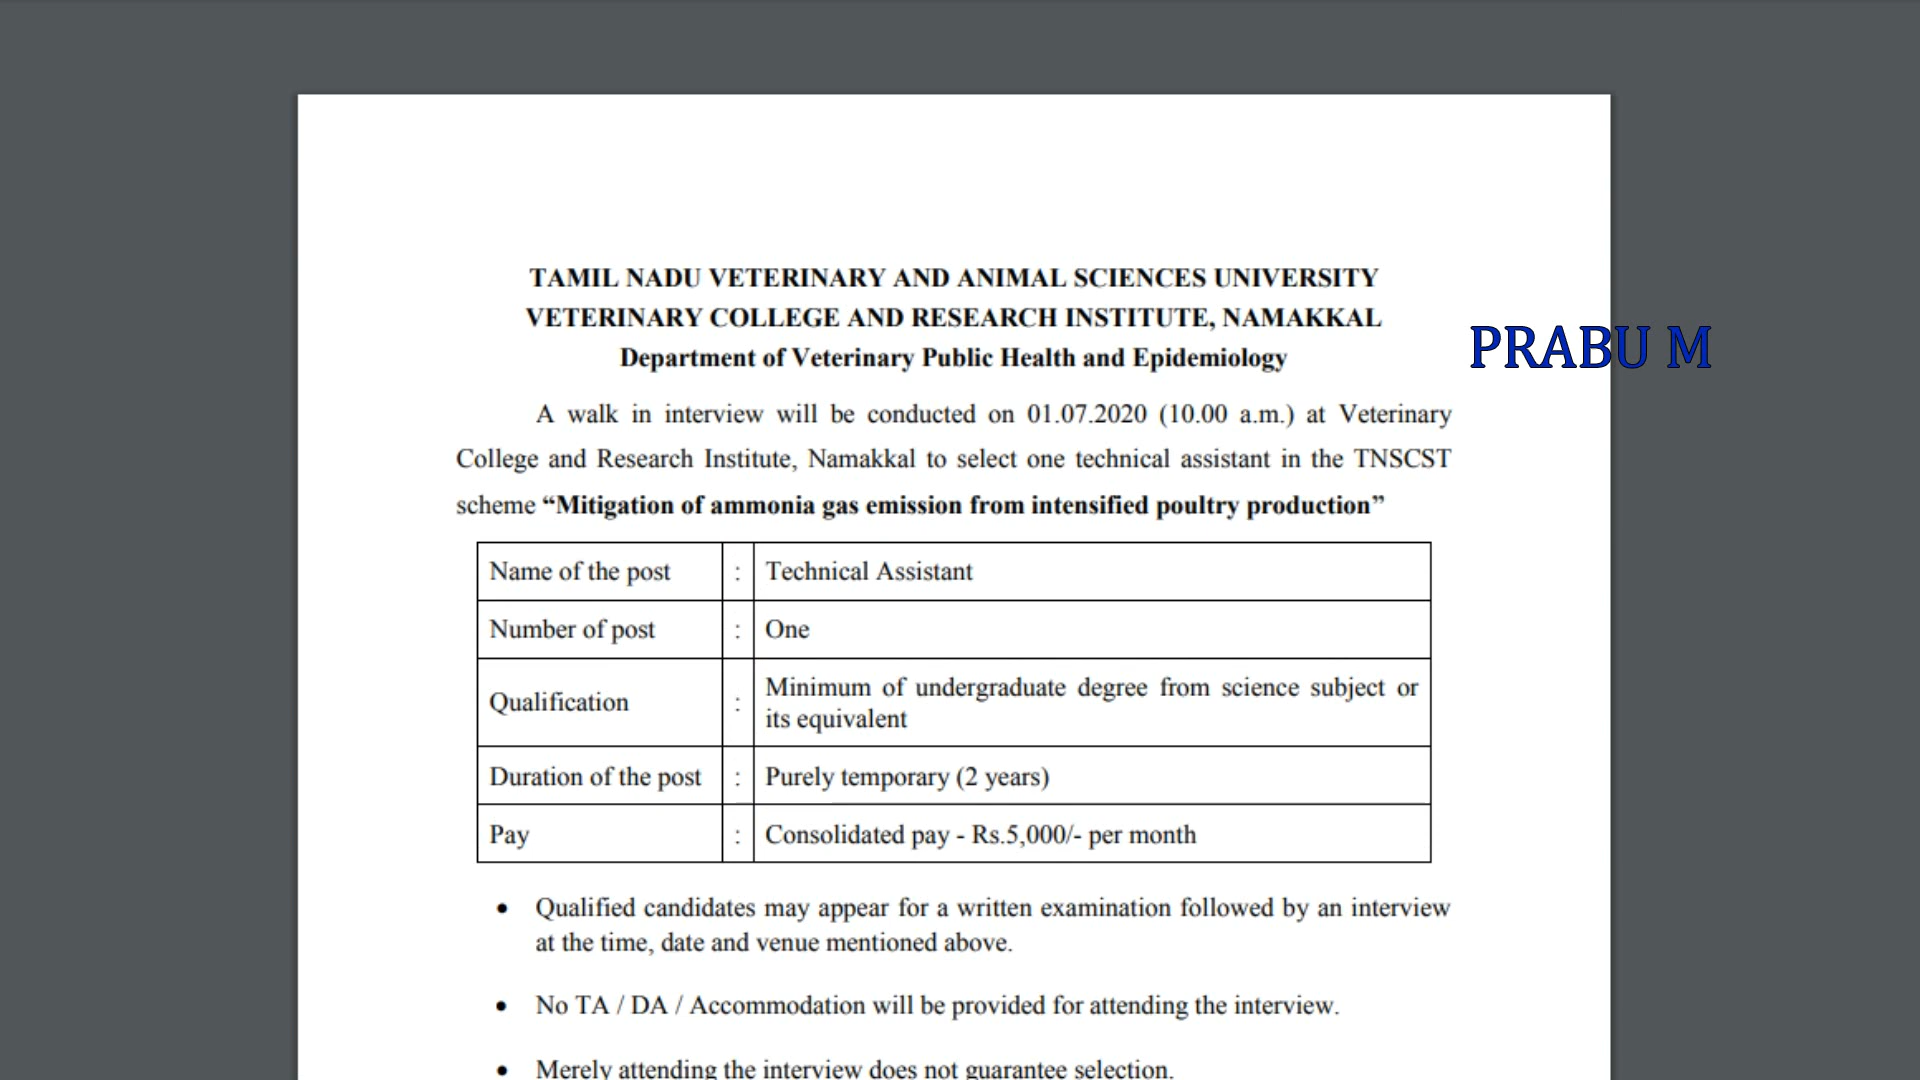 TAMIL NADU VETERINARY AND ANIMAL SCIENCES UNIVERSITY
VETERINARY COLLEGE AND RESEARCH INSTITUTE, NAMAKKAL
Department of Veterinary Public Health and Epidemiology
PRABU M
A walk in interview will be conducted on 01.07.2020 (10.00 a.m.) at Veterinary
College and Research Institute, Namakkal to select one technical assistant in the TNSCST
scheme “Mitigation of ammonia gas emission from intensified poultry production”
Name of the post : Technical Assistant
Number of post : One
Qualification : Minimum of undergraduate degree from science subject or
its equivalent
Duration of the post : Purely temporary (2 years)
Pay : Consolidated pay - Rs.5,000/- per month
• Qualified candidates may appear for a written examination followed by an interview
at the time, date and venue mentioned above.
• No TA / DA / Accommodation will be provided for attending the interview.
• Merely attending the interview does not guarantee selection.